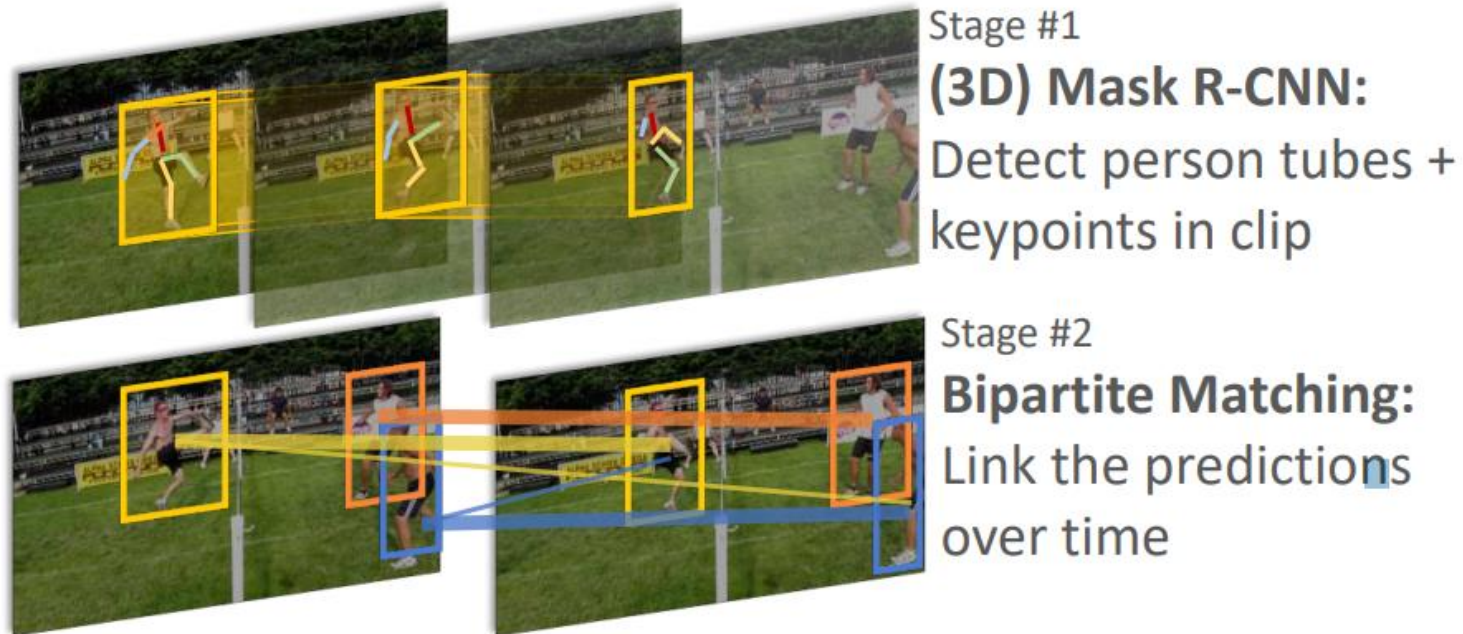 Stage #1
(3D) Mask R-CNN:
Detect person tubes +
keypoints in clip
Stage #2
Bipartite Matching:
Link the predictions
over time